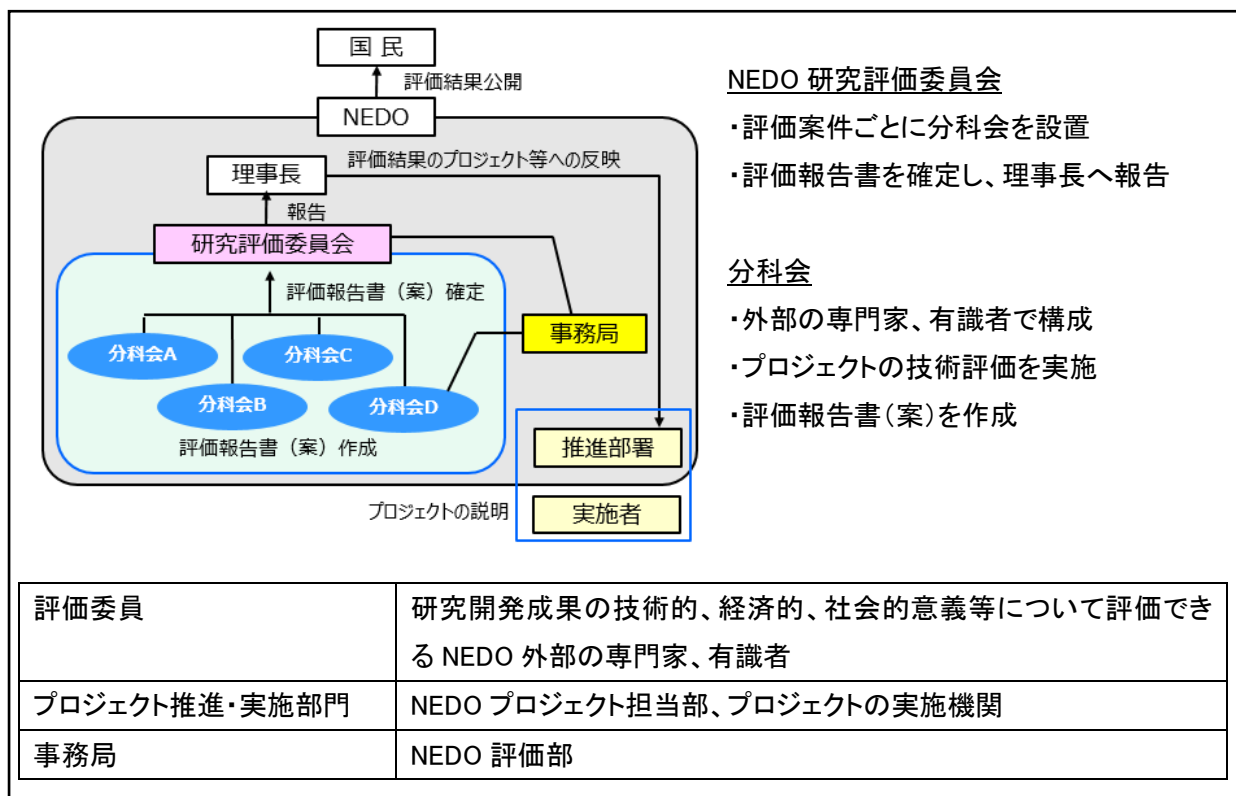 国 民
評価結果公開
NEDO
評価結果のプロジェクト等への反映
理事長
報告
研究評価委員会
評価報告書（案）確定
事務局
分科会A
分科会C
分科会B
分科会D
評価報告書（案）作成
推進部署
プロジェクトの説明
実施者
NEDO 研究評価委員会
・評価案件ごとに分科会を設置
・評価報告書を確定し、理事長へ報告
分科会
・外部の専門家、有識者で構成
・プロジェクトの技術評価を実施
・評価報告書（案）を作成
評価委員
研究開発成果の技術的、経済的、社会的意義等について評価でき
る NEDO 外部の専門家、有識者
プロジェクト推進・実施部門
NEDO プロジェクト担当部、プロジェクトの実施機関
事務局
NEDO 評価部